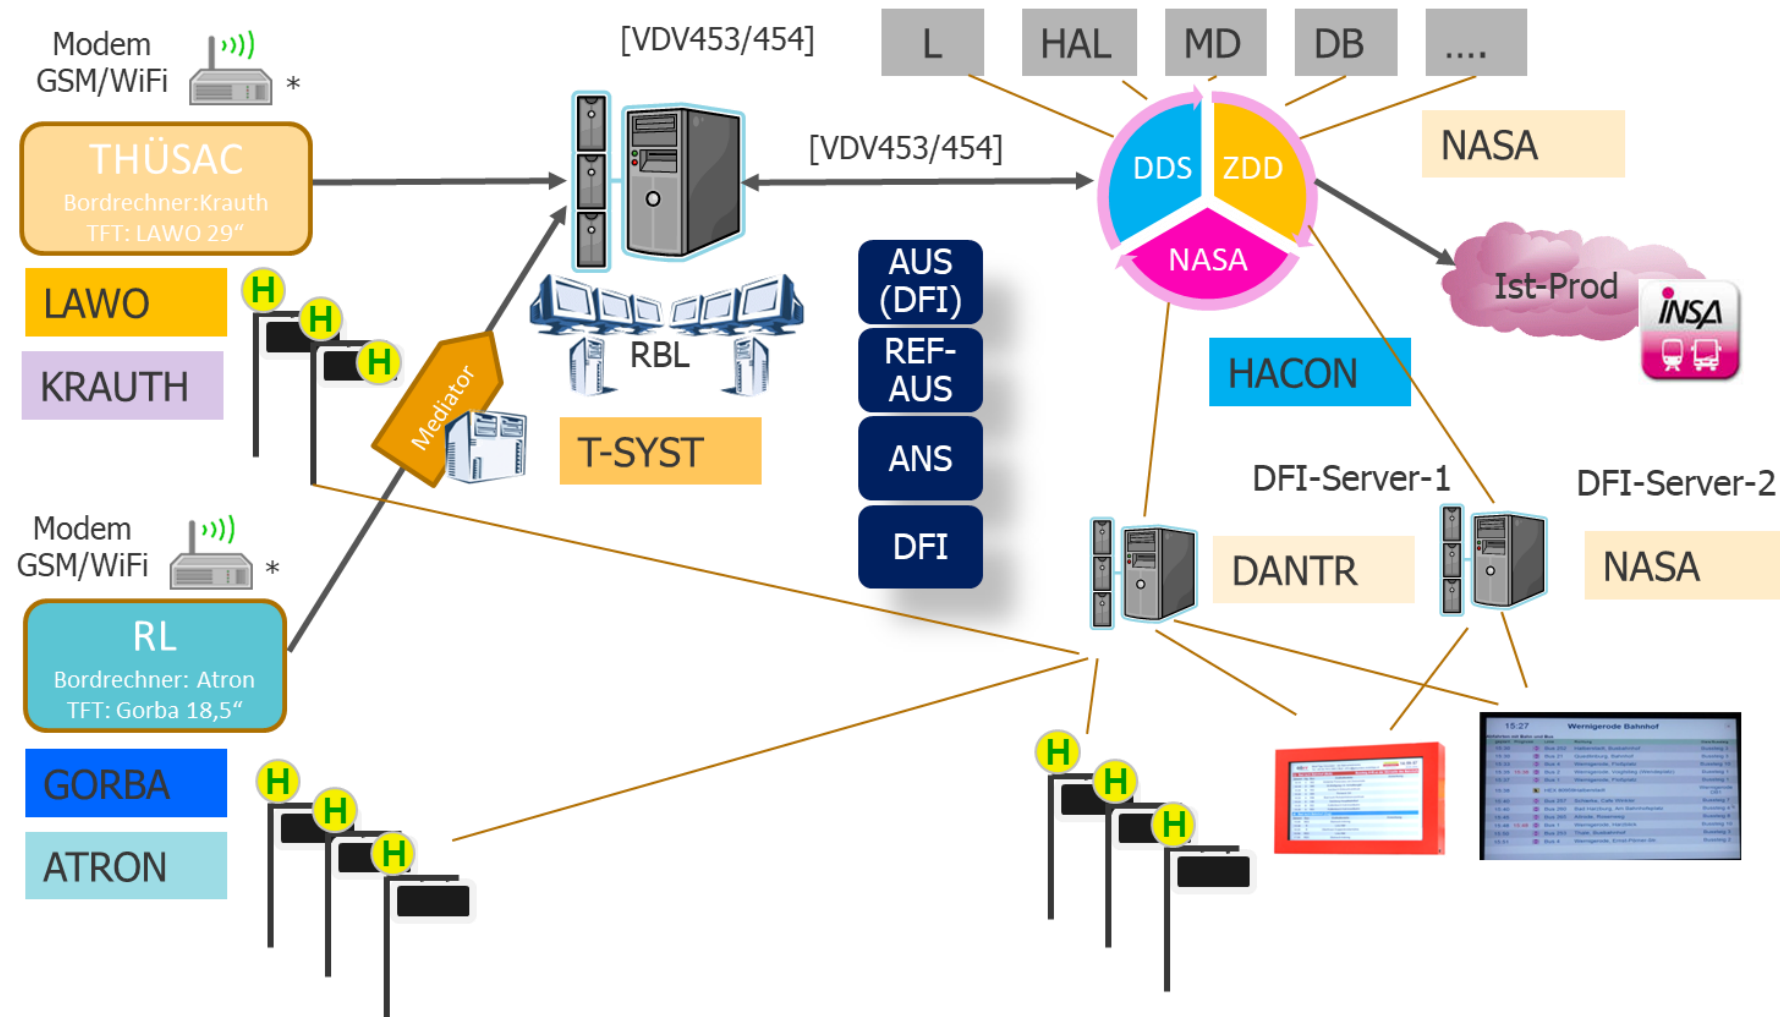 Modem
GSM/WiFi
*
[VDV453/454]
L
HAL
MD
DB
....
THÜSAC
Bordrechner:Krauth
TFT: LAWO 29“
[VDV453/454]
DDS
ZDD
NASA
NASA
Ist-Prod
INSA
LAWO
KRAUTH
H
H
H
Mediator
RBL
T-SYST
AUS
(DFI)
REF-
AUS
ANS
DFI
HACON
DFI-Server-1
DFI-Server-2
DANTR
NASA
Modem
GSM/WiFi
*
RL
Bordrechner: Atron
TFT: Gorba 18,5“
GORBA
ATRON
H
H
H
H
H
H
15:27
Wernigerode Bahnhof